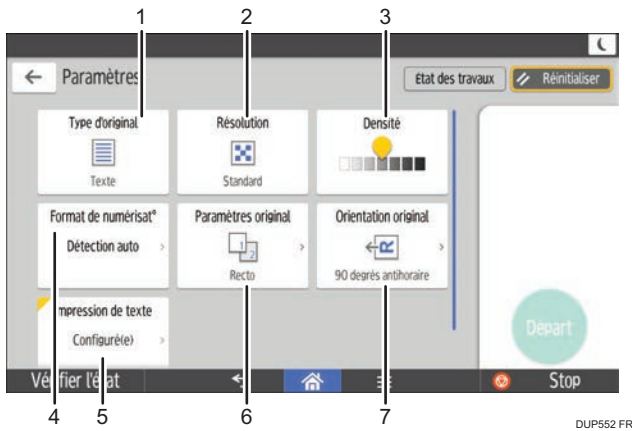 1 2 3
Paramètres
État des travaux
Réinitialiser
Type d'original
Résolution
Densité
Texte
Standard
Format de numérisat°
Paramètres original
Orientation original
Détection auto
1
2
R
Recto
90 degrés antihoraire
mpression de texte
Configuré(e)
Départ
Vérifier l'état
Stop
4 5 6 7
DUP552 FR